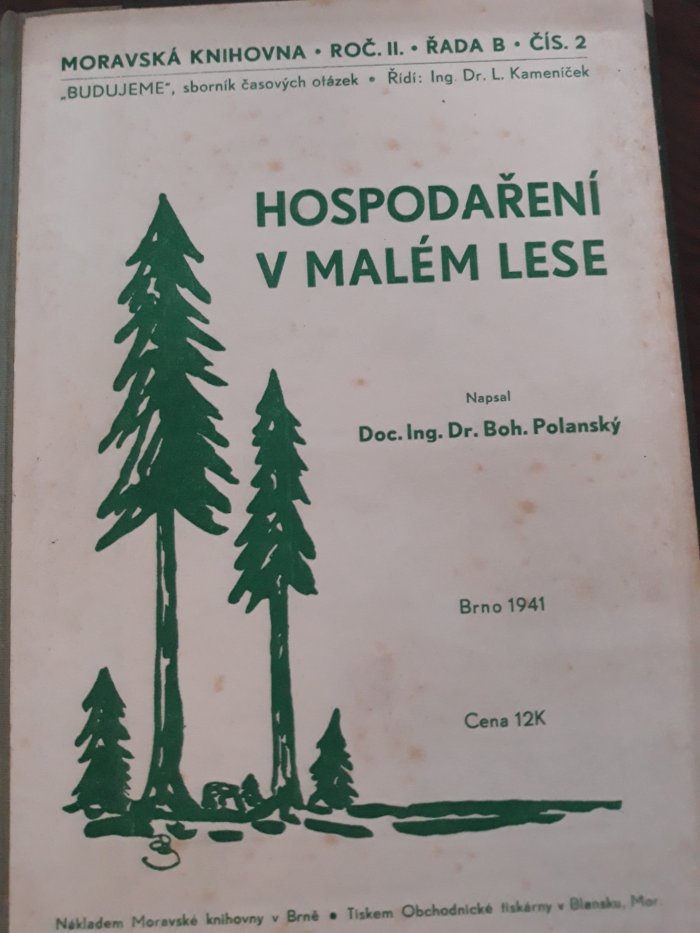 MORAVSKÁ KNIHOVNA • ROČ. II. • ŘADA B • ČÍS. 2
„BUDUJEME“, sborník časových otázek • Řídí: Ing. Dr. L. Kameníček
HOSPODAŘENÍ
V MALÉM LESE
Napsal
Doc. Ing. Dr. Boh. Polanský
Brno 1941
Cena 12K
Nákladem Moravské knihovny v Brně • Tiskem Obchodnické tiskárny v Blansku, Mor.